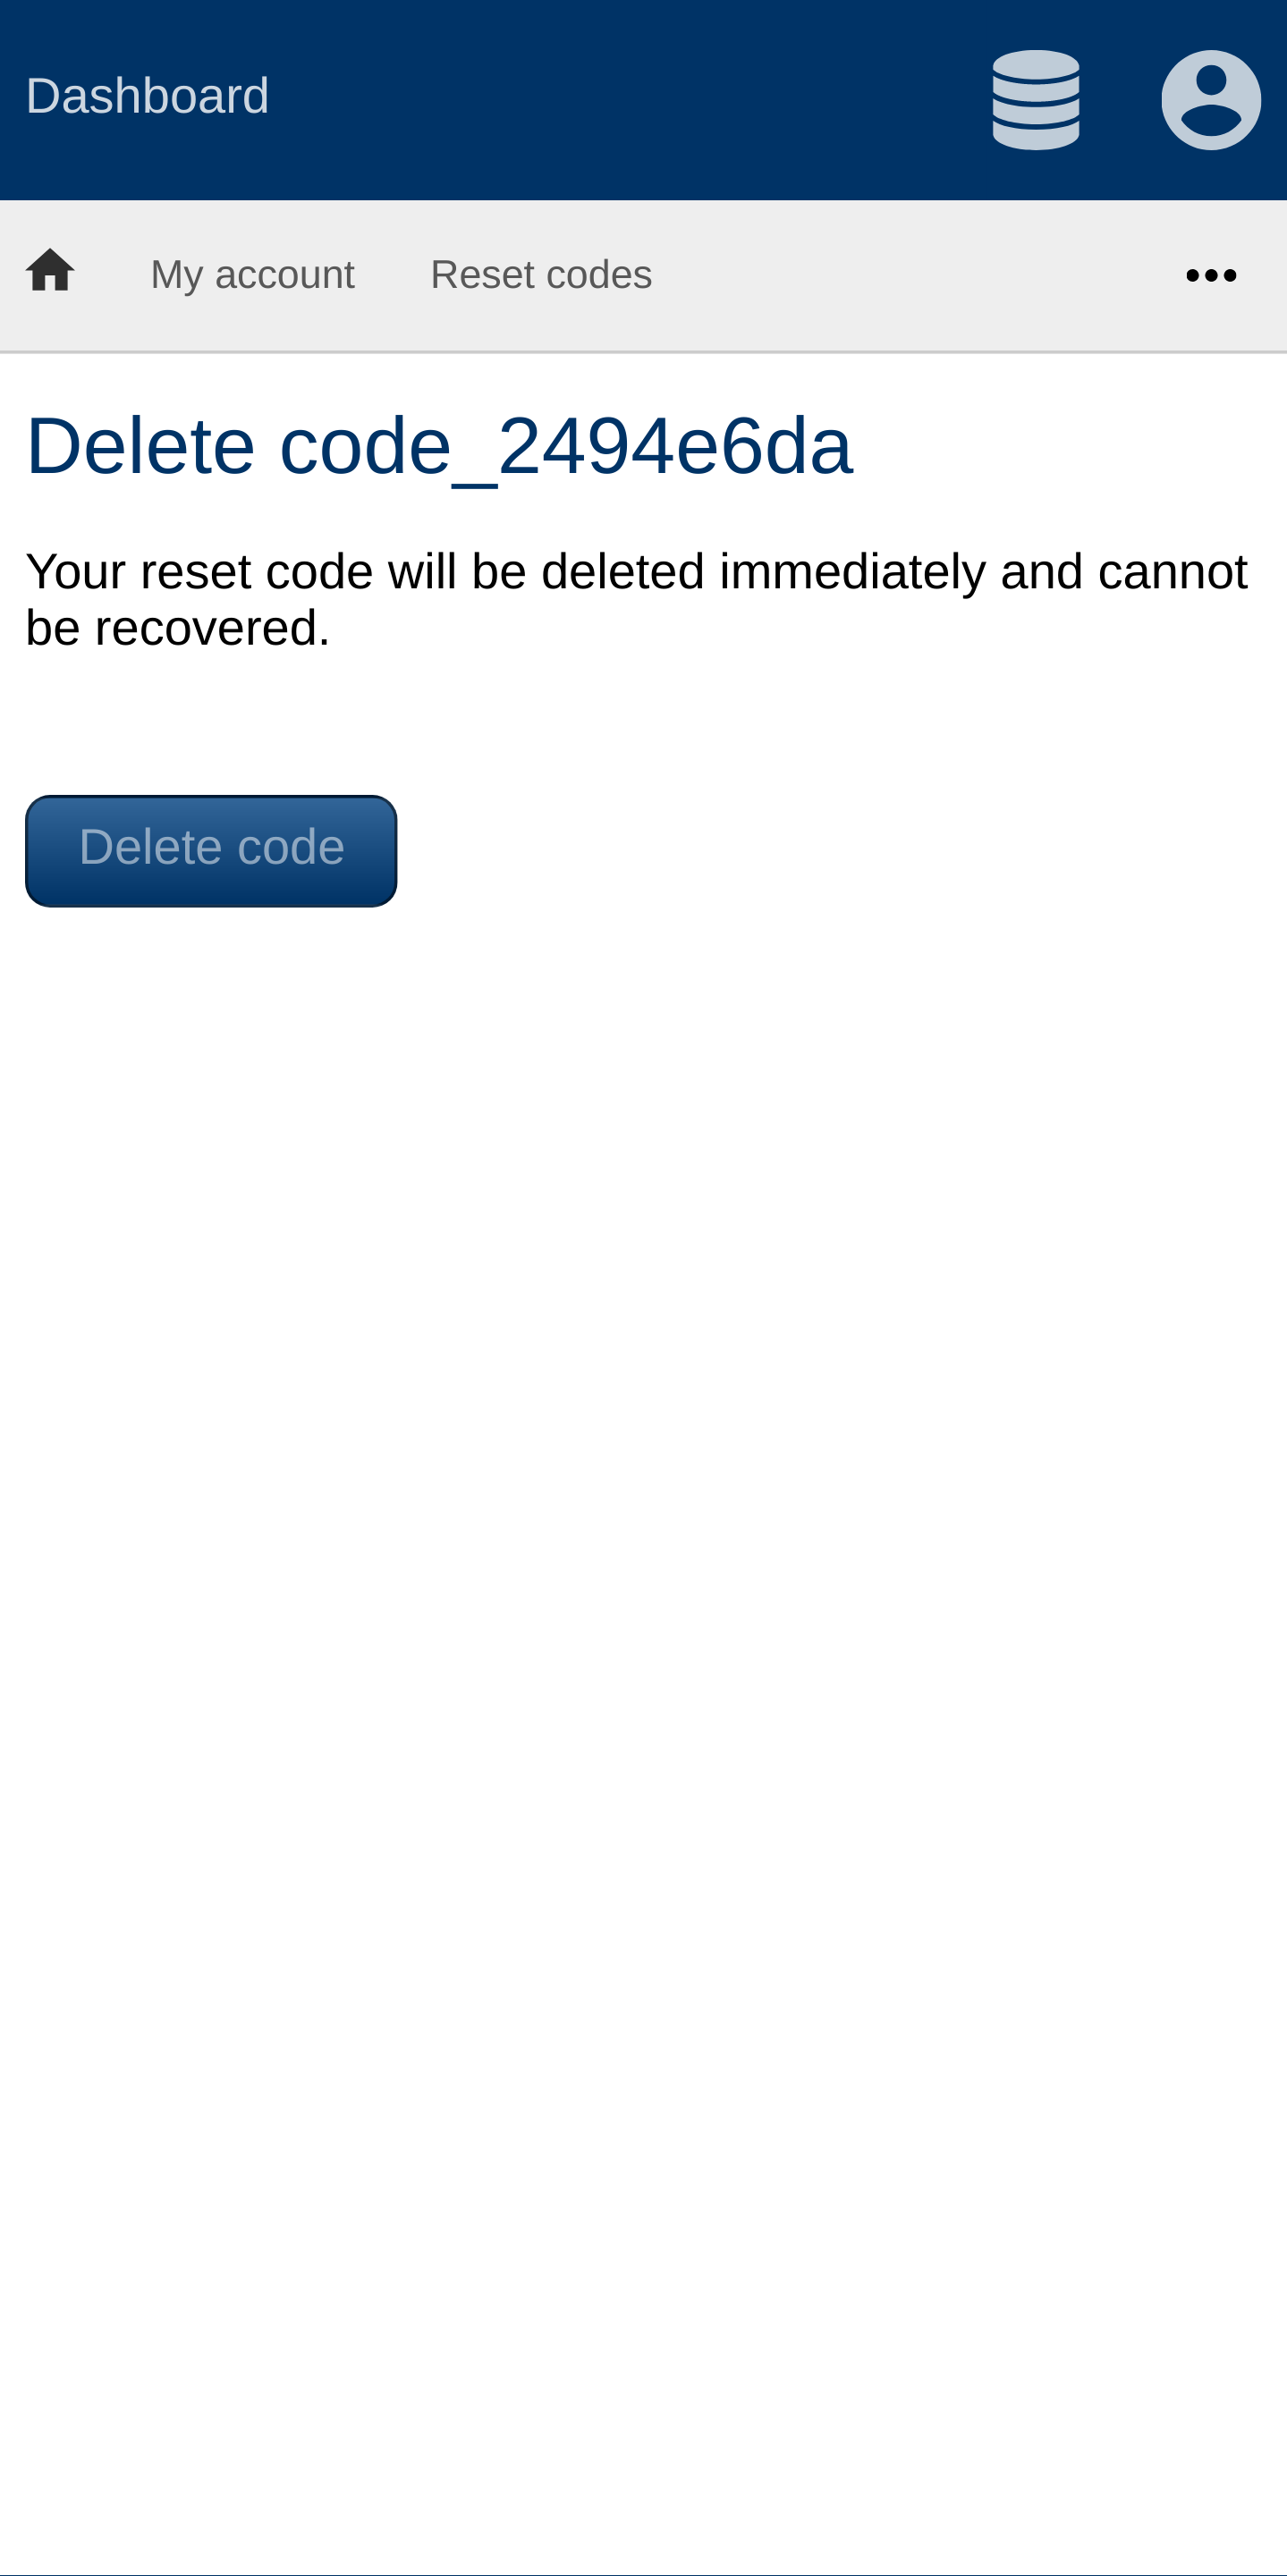 Dashboard
My account Reset codes
Delete code_2494e6da
Your reset code will be deleted immediately and cannot
be recovered.
Delete code